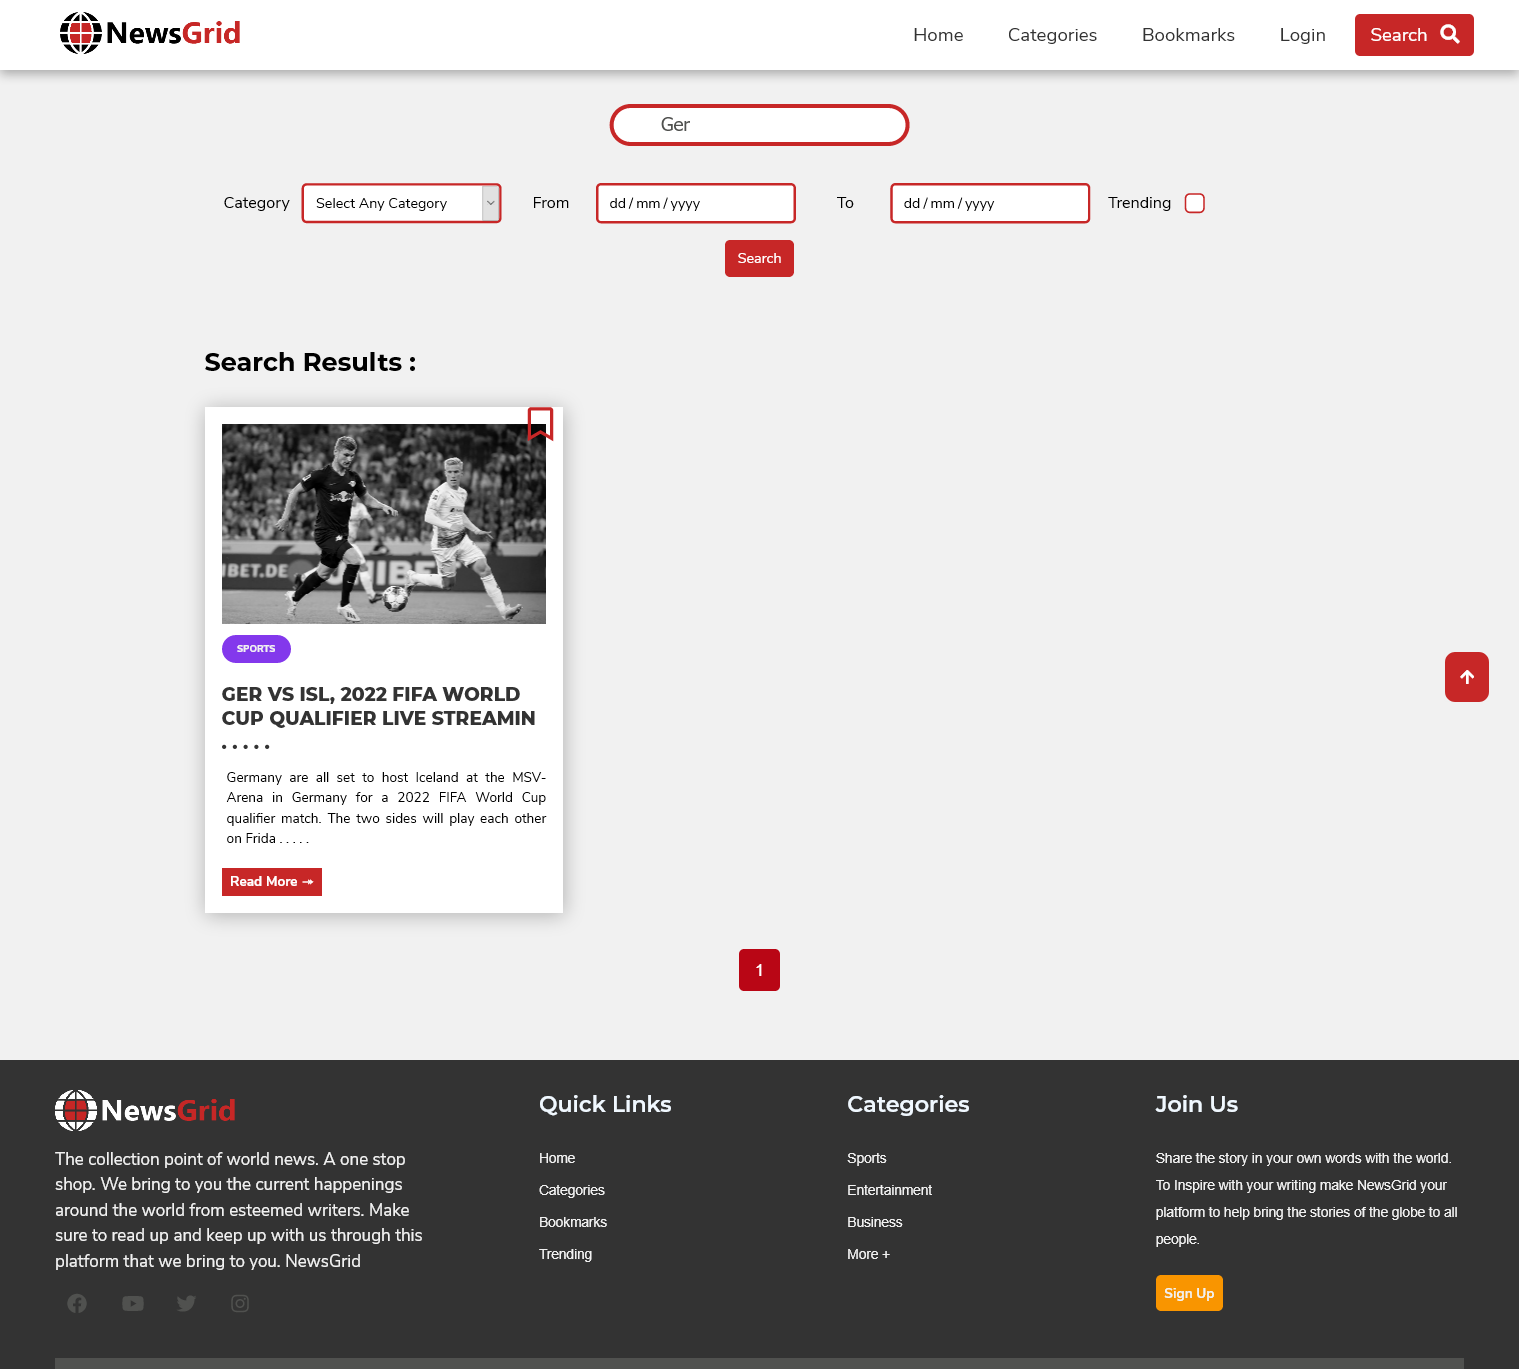 NewsGrid
Home Categories Bookmarks Login Search
Ger
Category Select Any Category From dd / mm / yyyy To dd / mm / yyyy Trending
Search
Search Results :
IBET.DE UNIBE
SPORTS
GER VS ISL, 2022 FIFA WORLD
CUP QUALIFIER LIVE STREAMIN
. . . . .
Germany are all set to host Iceland at the MSV-
Arena in Germany for a 2022 FIFA World Cup
qualifier match. The two sides will play each other
on Frida . . . . .
Read More ➟
1
NewsGrid
The collection point of world news. A one stop
shop. We bring to you the current happenings
around the world from esteemed writers. Make
sure to read up and keep up with us through this
platform that we bring to you. NewsGrid
Quick Links
Home
Categories
Bookmarks
Trending
Categories
Sports
Entertainment
Business
More +
Join Us
Share the story in your own words with the world.
To Inspire with your writing make NewsGrid your
platform to help bring the stories of the globe to all
people.
Sign Up